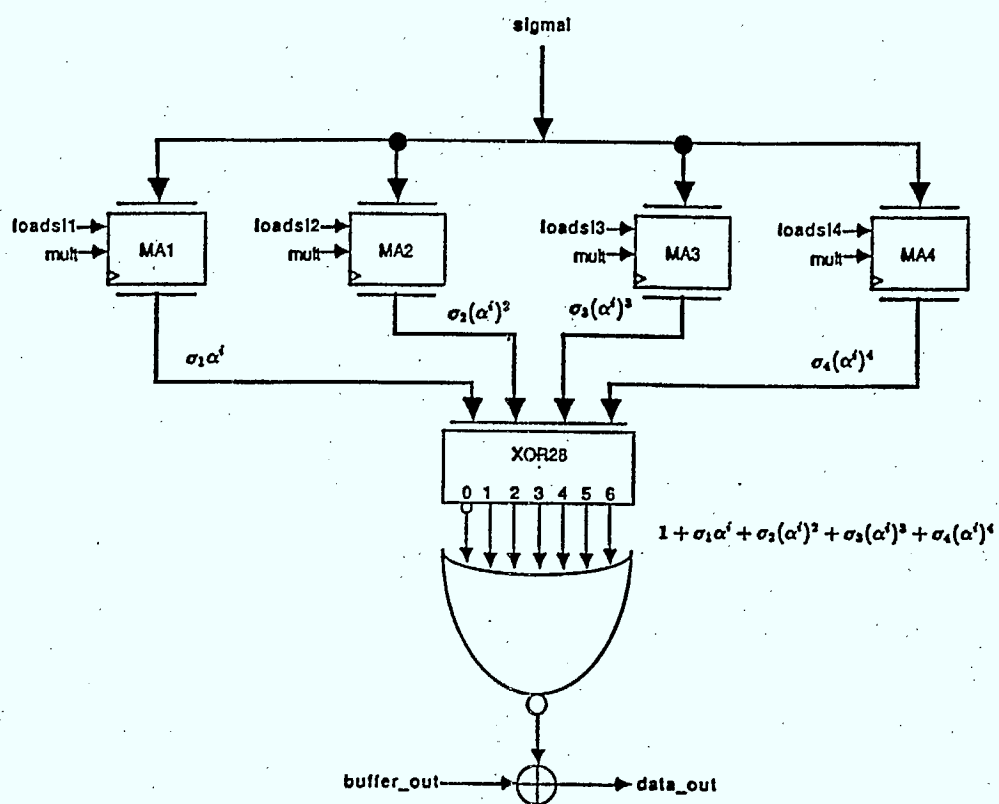 sigmai
loadsl1
mult
MA1
loadsl2
mult
MA2
loadsl3
mult
MA3
loadsl4
mult
MA4
σ₁αⁱ
σ₂(αⁱ)²
σ₃(αⁱ)³
σ₄(αⁱ)⁴
XOR28
0 1 2 3 4 5 6
1 + σ₁αⁱ + σ₂(αⁱ)² + σ₃(αⁱ)³ + σ₄(αⁱ)⁴
buffer_out
data_out